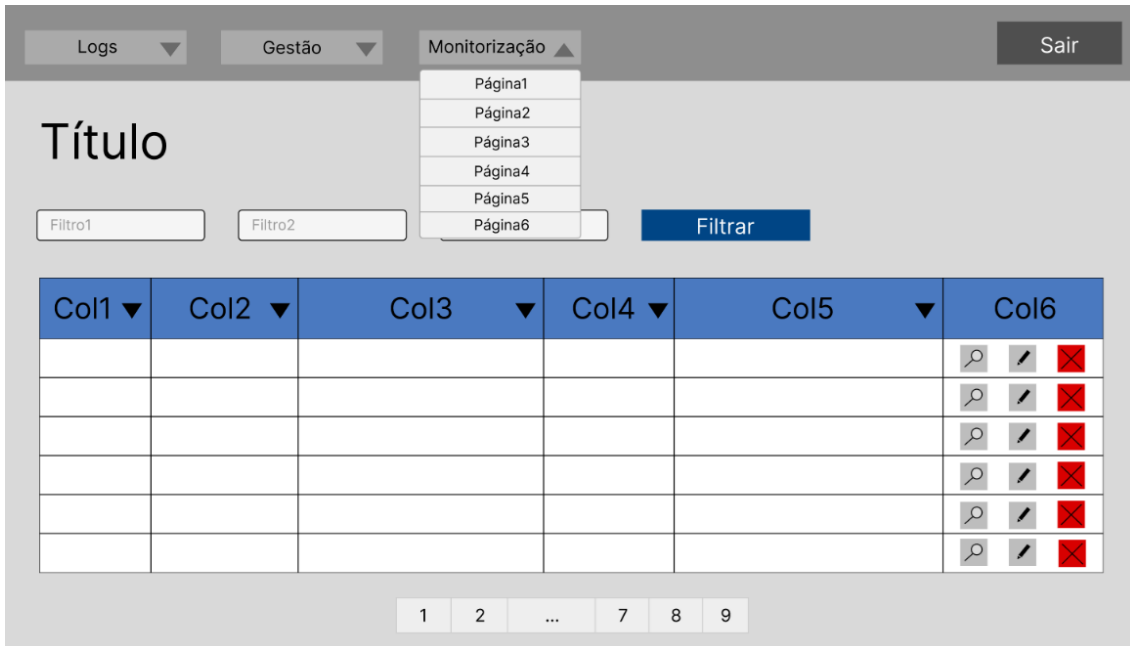 Logs
Gestão
Monitorização
Sair
Página1
Página2
Página3
Página4
Página5
Página6
Título
Filtro1
Filtro2
Filtrar
Col1
Col2
Col3
Col4
Col5
Col6
1 2 ... 7 8 9